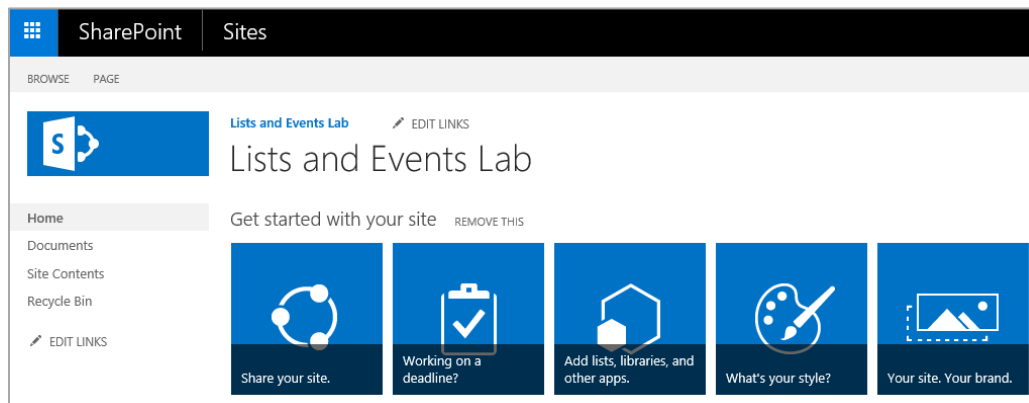 SharePoint Sites
BROWSE PAGE
S
Lists and Events Lab EDIT LINKS
Lists and Events Lab
Home
Documents
Site Contents
Recycle Bin
EDIT LINKS
Get started with your site REMOVE THIS
Share your site.
Working on a
deadline?
Add lists, libraries, and
other apps.
What's your style?
Your site. Your brand.